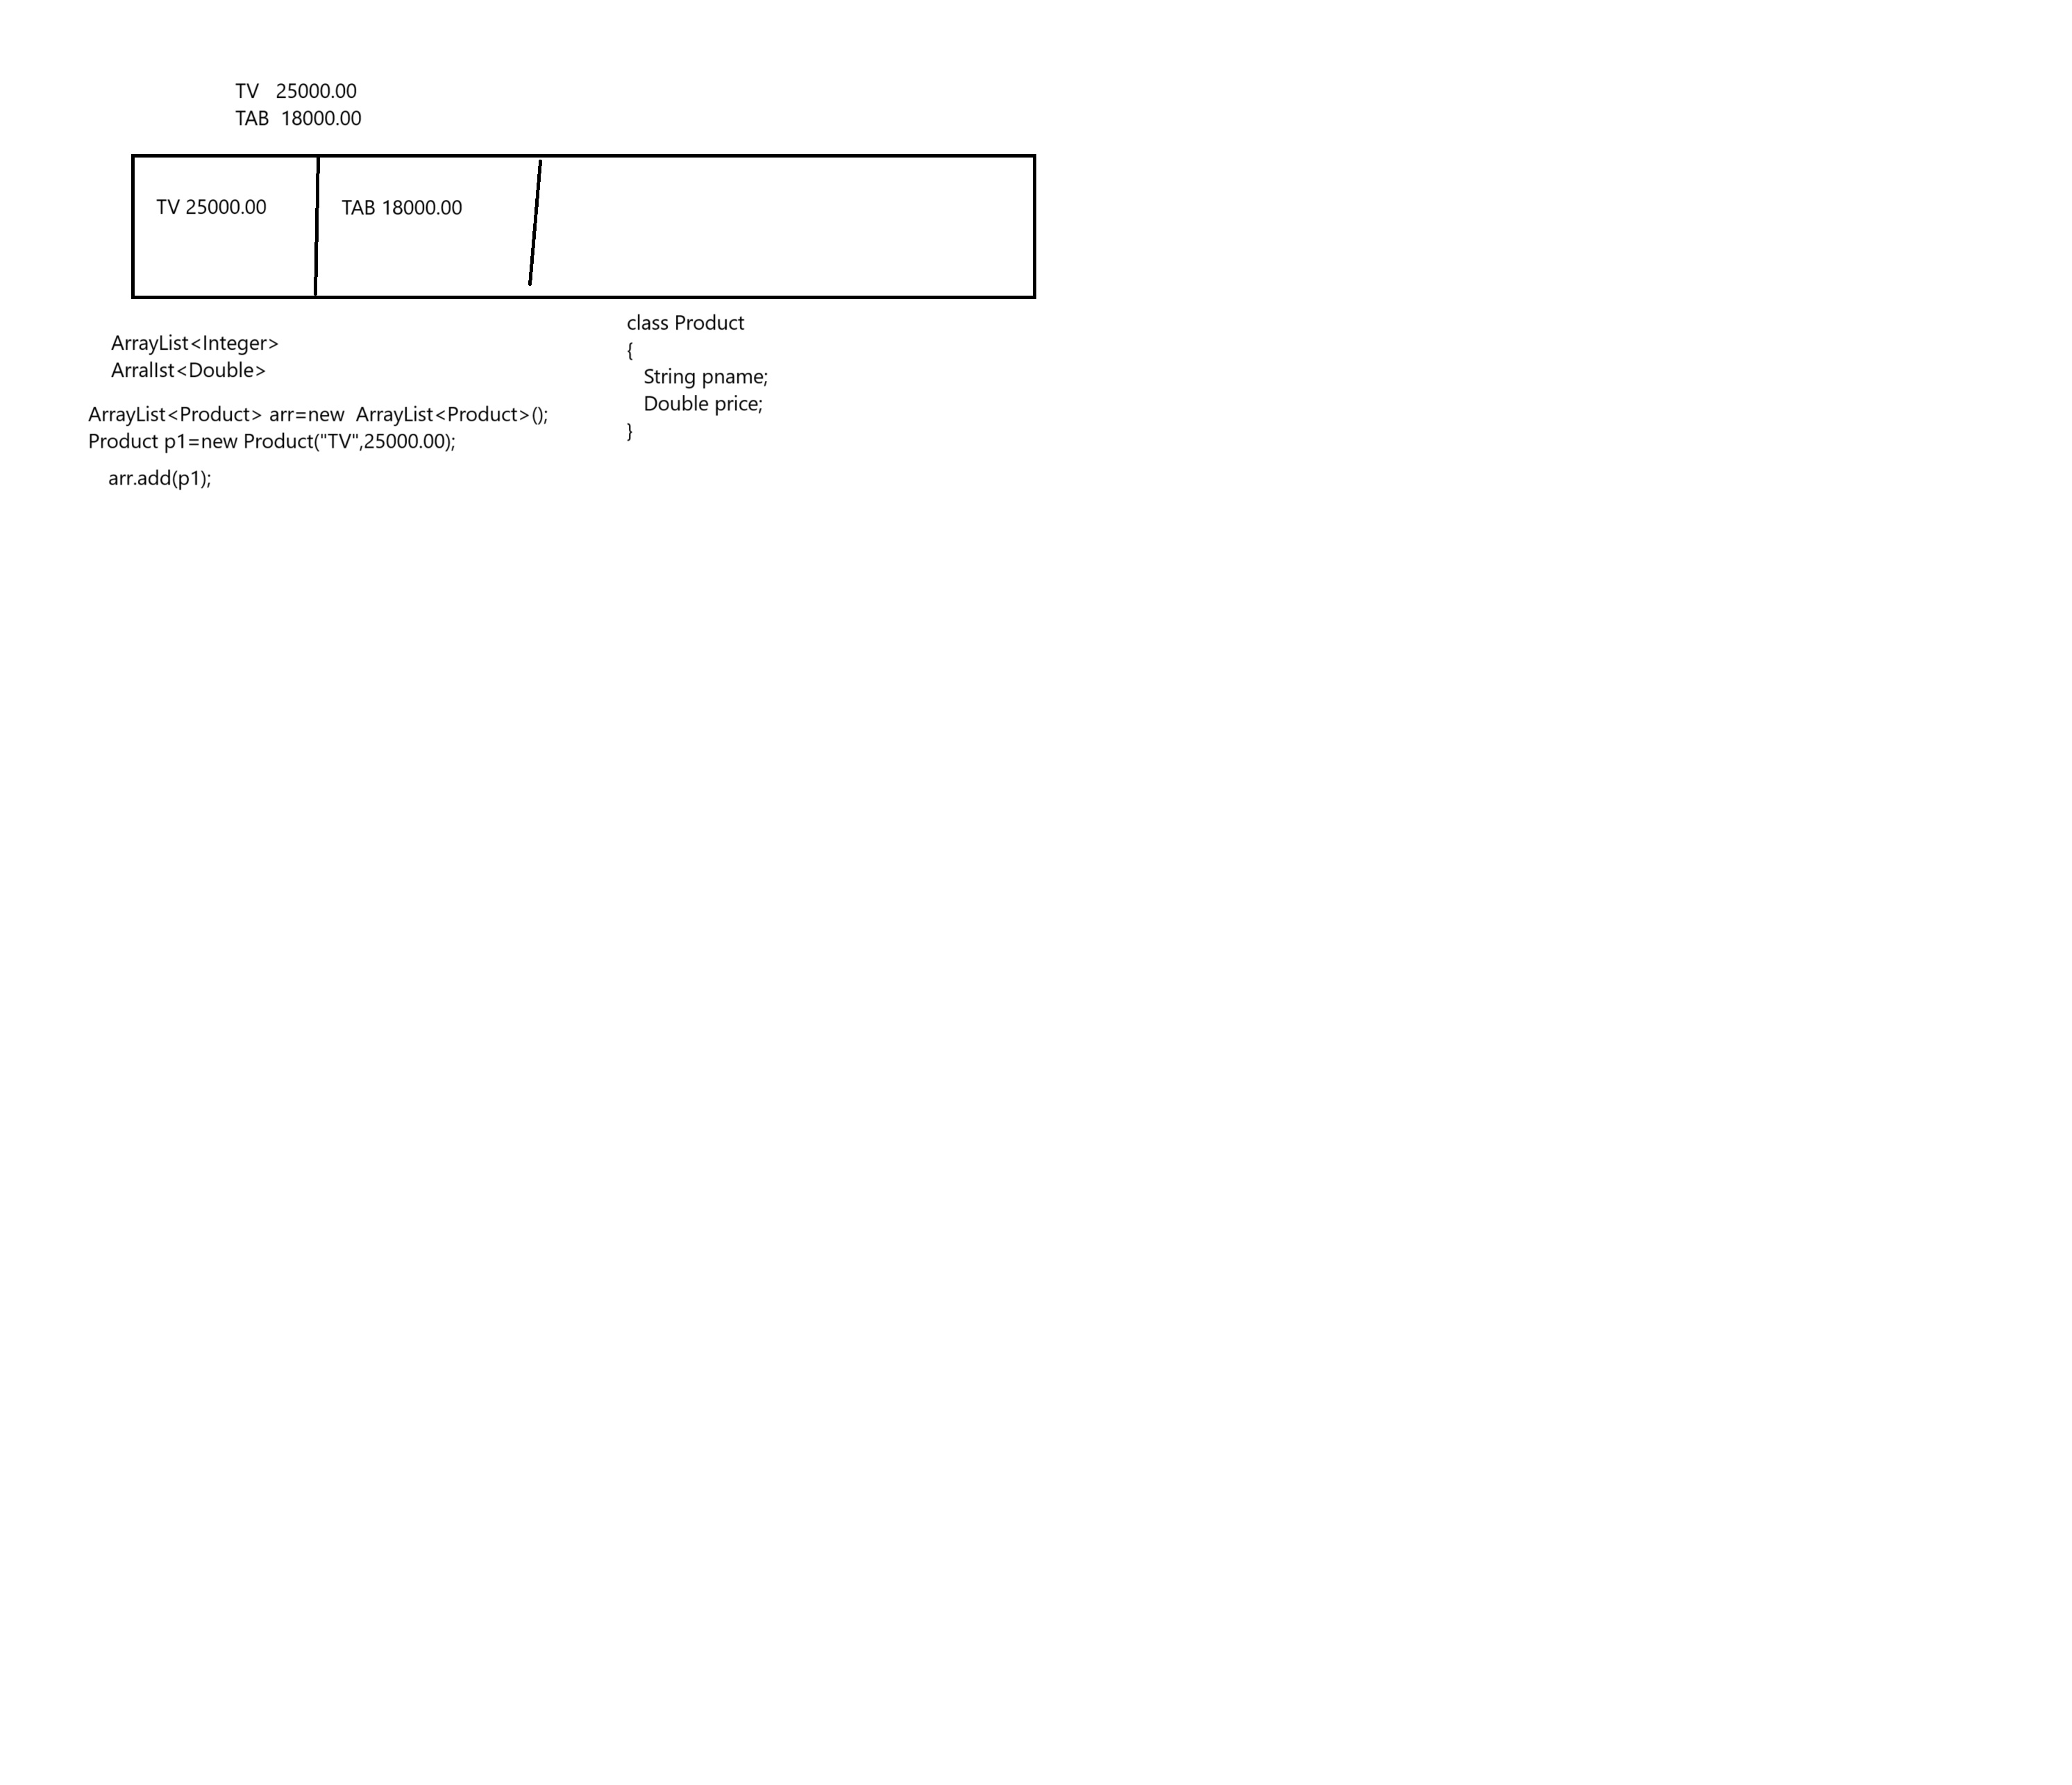 TV   25000.00
TAB  18000.00
TV 25000.00
TAB 18000.00
ArrayList<Integer>
Arrallst<Double>
ArrayList<Product> arr=new  ArrayList<Product>();
Product p1=new Product("TV",25000.00);
arr.add(p1);
class Product
{
String pname;
Double price;
}